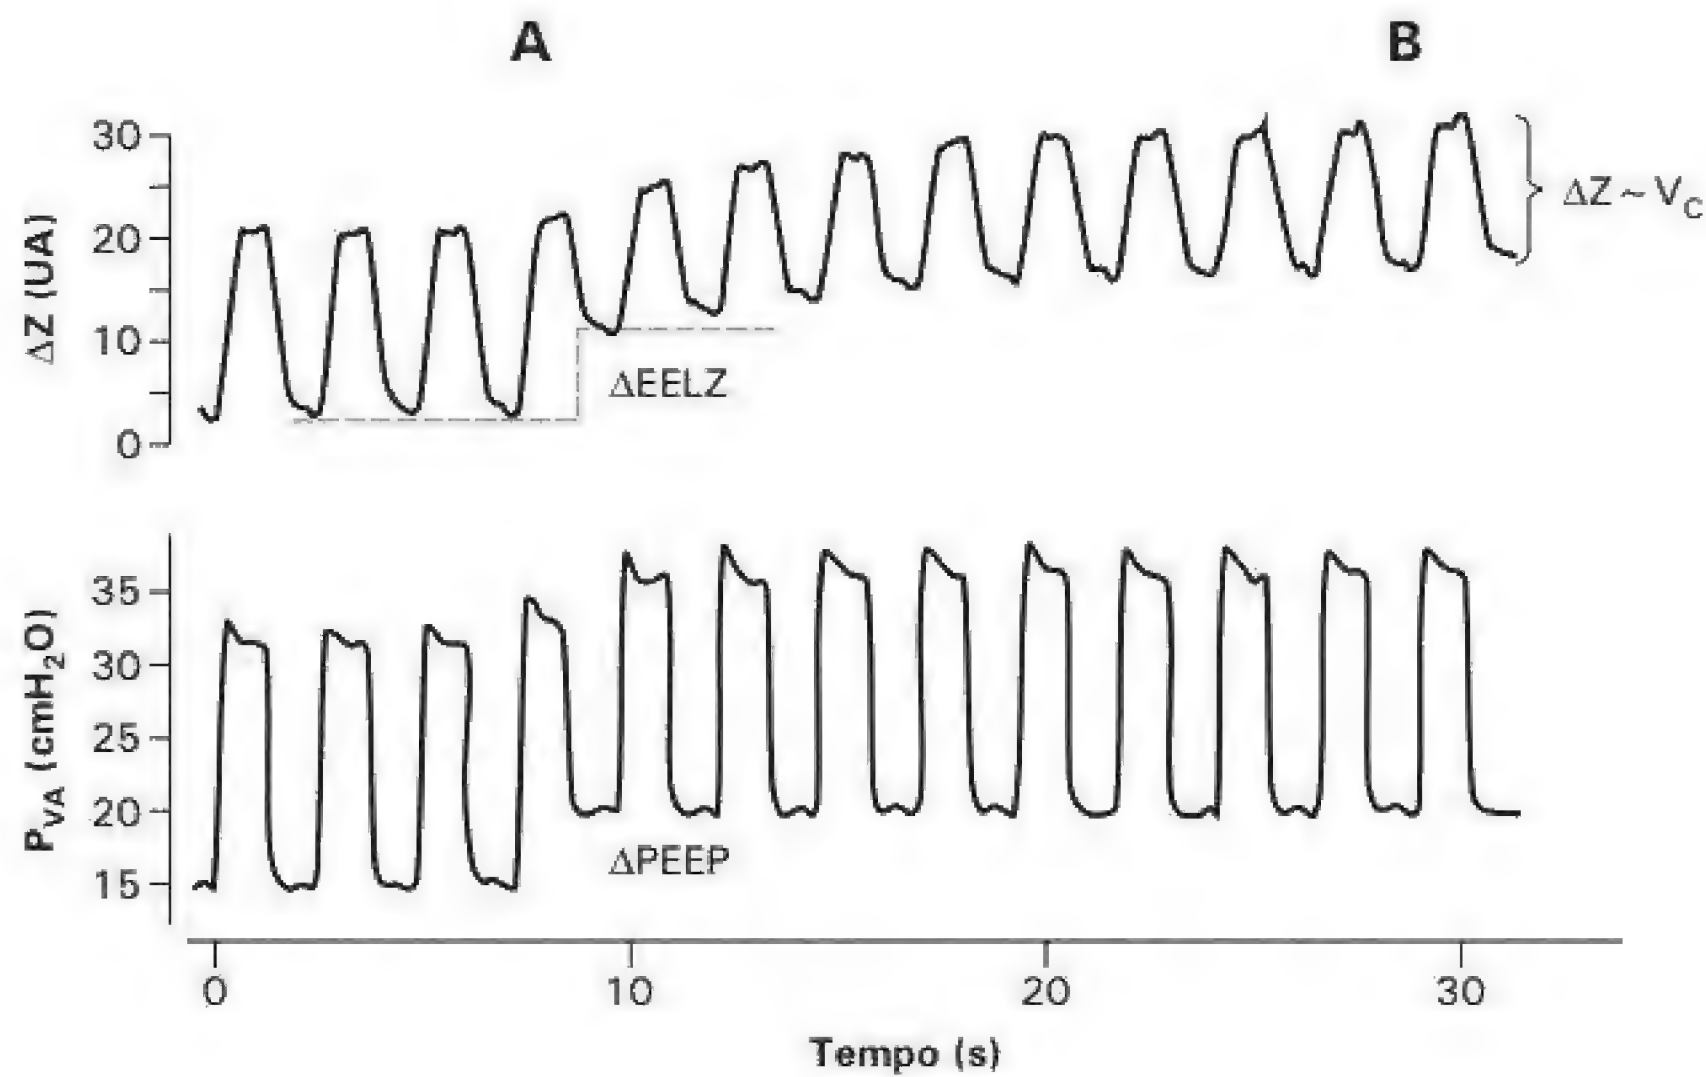 A
B
30
20
10
0
ΔZ (UA)
ΔEELZ
ΔZ ~ VC
35
30
25
20
15
PVA (cmH2O)
ΔPEEP
0
10
20
30
Tempo (s)